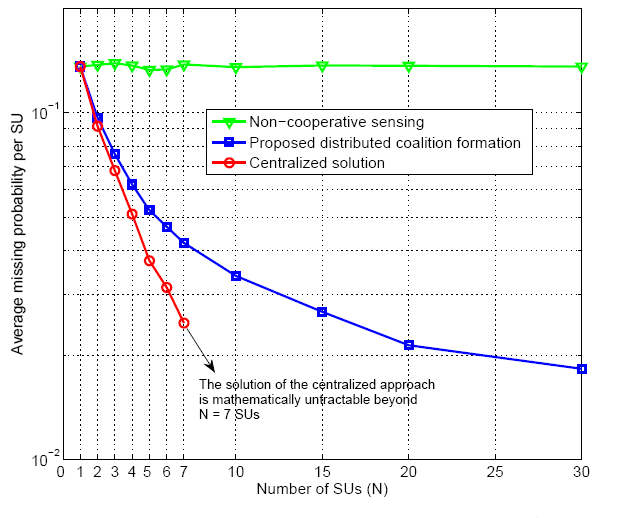 Average missing probability per SU
10⁻¹
10⁻²
Non−cooperative sensing
Proposed distributed coalition formation
Centralized solution
The solution of the centralized approach
is mathematically untractable beyond
N = 7 SUs
0 1 2 3 4 5 6 7 10 15 20 25 30
Number of SUs (N)